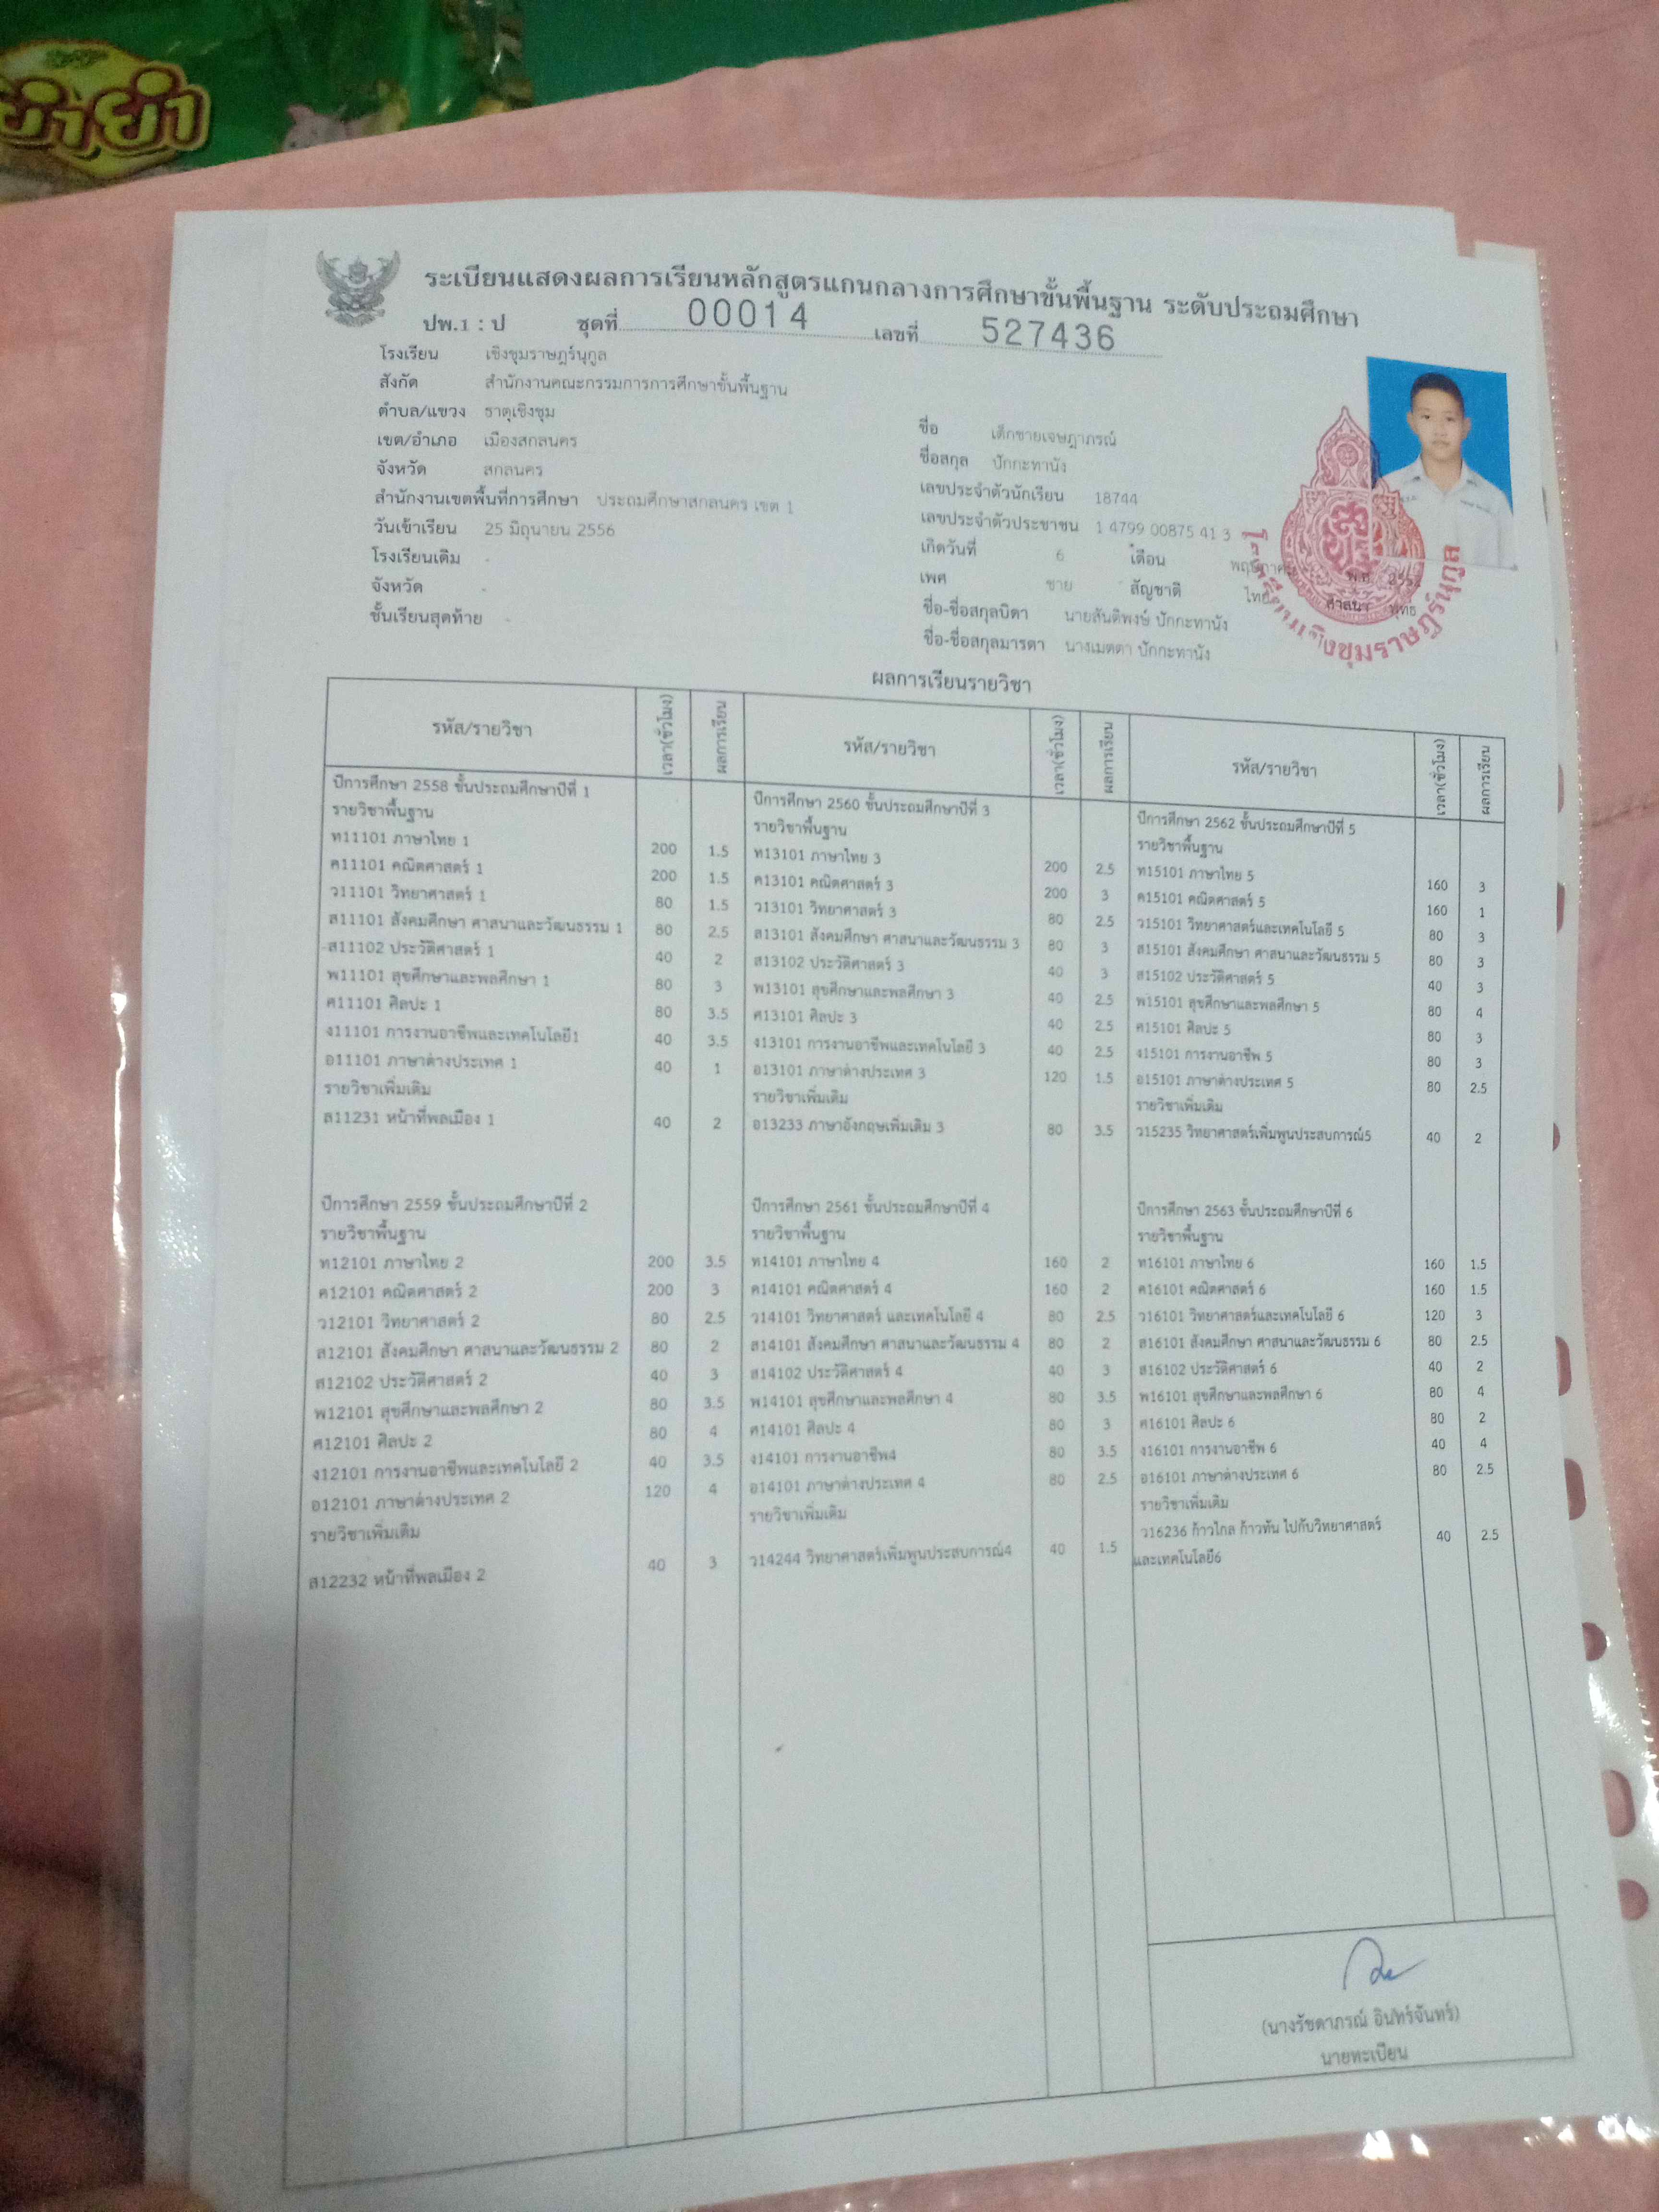 ยำยำ
ระเบียนแสดงผลการเรียนหลักสูตรแกนกลางการศึกษาขั้นพื้นฐาน ระดับประถมศึกษา
ปพ.1 : ป ชุดที่ 00014 เลขที่ 527436
โรงเรียน เชิงชุมราษฎร์นุกูล
สังกัด สำนักงานคณะกรรมการการศึกษาขั้นพื้นฐาน
ตำบล/แขวง ธาตุเชิงชุม
เขต/อำเภอ เมืองสกลนคร
จังหวัด สกลนคร
สำนักงานเขตพื้นที่การศึกษา ประถมศึกษาสกลนคร เขต 1
วันเข้าเรียน 25 มิถุนายน 2556
โรงเรียนเดิม -
จังหวัด -
ชั้นเรียนสุดท้าย -
ชื่อ เด็กชายเจษฎาภรณ์
ชื่อสกุล ปักกะทานัง
เลขประจำตัวนักเรียน 18744
เลขประจำตัวประชาชน 1 4799 00875 41 3
เกิดวันที่ 6 เดือน พ.ศ.
เพศ ชาย สัญชาติ ไทย ศาสนา พุทธ
ชื่อ-ชื่อสกุลบิดา นายสันติพงษ์ ปักกะทานัง
ชื่อ-ชื่อสกุลมารดา นางเมตตา ปักกะทานัง
โรงเรียนเชิงชุมราษฎร์นุกูล
ผลการเรียนรายวิชา
รหัส/รายวิชา เวลา(ชั่วโมง) ผลการเรียน รหัส/รายวิชา เวลา(ชั่วโมง) ผลการเรียน รหัส/รายวิชา เวลา(ชั่วโมง) ผลการเรียน
ปีการศึกษา 2558 ชั้นประถมศึกษาปีที่ 1
รายวิชาพื้นฐาน
ท11101 ภาษาไทย 1 200 1.5
ค11101 คณิตศาสตร์ 1 200 1.5
ว11101 วิทยาศาสตร์ 1 80 1.5
ส11101 สังคมศึกษา ศาสนาและวัฒนธรรม 1 80 2.5
ส11102 ประวัติศาสตร์ 1 40 2
พ11101 สุขศึกษาและพลศึกษา 1 80 3
ศ11101 ศิลปะ 1 80 3.5
ง11101 การงานอาชีพและเทคโนโลยี1 40 3.5
อ11101 ภาษาต่างประเทศ 1 40 1
รายวิชาเพิ่มเติม
ส11231 หน้าที่พลเมือง 1 40 2
ปีการศึกษา 2559 ชั้นประถมศึกษาปีที่ 2
รายวิชาพื้นฐาน
ท12101 ภาษาไทย 2 200 3.5
ค12101 คณิตศาสตร์ 2 200 3
ว12101 วิทยาศาสตร์ 2 80 2.5
ส12101 สังคมศึกษา ศาสนาและวัฒนธรรม 2 80 2
ส12102 ประวัติศาสตร์ 2 40 3
พ12101 สุขศึกษาและพลศึกษา 2 80 3.5
ศ12101 ศิลปะ 2 80 4
ง12101 การงานอาชีพและเทคโนโลยี 2 40 3.5
อ12101 ภาษาต่างประเทศ 2 120 4
รายวิชาเพิ่มเติม
ส12232 หน้าที่พลเมือง 2 40 3
ปีการศึกษา 2560 ชั้นประถมศึกษาปีที่ 3
รายวิชาพื้นฐาน
ท13101 ภาษาไทย 3 200 2.5
ค13101 คณิตศาสตร์ 3 200 3
ว13101 วิทยาศาสตร์ 3 80 2.5
ส13101 สังคมศึกษา ศาสนาและวัฒนธรรม 3 80 3
ส13102 ประวัติศาสตร์ 3 40 3
พ13101 สุขศึกษาและพลศึกษา 3 40 2.5
ศ13101 ศิลปะ 3 40 2.5
ง13101 การงานอาชีพและเทคโนโลยี 3 40 2.5
อ13101 ภาษาต่างประเทศ 3 120 1.5
รายวิชาเพิ่มเติม
อ13233 ภาษาอังกฤษเพิ่มเติม 3 80 3.5
ปีการศึกษา 2561 ชั้นประถมศึกษาปีที่ 4
รายวิชาพื้นฐาน
ท14101 ภาษาไทย 4 160 2
ค14101 คณิตศาสตร์ 4 160 2
ว14101 วิทยาศาสตร์ และเทคโนโลยี 4 80 2.5
ส14101 สังคมศึกษา ศาสนาและวัฒนธรรม 4 80 2
ส14102 ประวัติศาสตร์ 4 40 3
พ14101 สุขศึกษาและพลศึกษา 4 80 3.5
ศ14101 ศิลปะ 4 80 3
ง14101 การงานอาชีพ4 80 3.5
อ14101 ภาษาต่างประเทศ 4 80 2.5
รายวิชาเพิ่มเติม
ว14244 วิทยาศาสตร์เพิ่มพูนประสบการณ์4 40 1.5
ปีการศึกษา 2562 ชั้นประถมศึกษาปีที่ 5
รายวิชาพื้นฐาน
ท15101 ภาษาไทย 5 160 3
ค15101 คณิตศาสตร์ 5 160 1
ว15101 วิทยาศาสตร์และเทคโนโลยี 5 80 3
ส15101 สังคมศึกษา ศาสนาและวัฒนธรรม 5 80 3
ส15102 ประวัติศาสตร์ 5 40 3
พ15101 สุขศึกษาและพลศึกษา 5 80 4
ศ15101 ศิลปะ 5 80 3
ง15101 การงานอาชีพ 5 80 3
อ15101 ภาษาต่างประเทศ 5 80 2.5
รายวิชาเพิ่มเติม
ว15235 วิทยาศาสตร์เพิ่มพูนประสบการณ์5 40 2
ปีการศึกษา 2563 ชั้นประถมศึกษาปีที่ 6
รายวิชาพื้นฐาน
ท16101 ภาษาไทย 6 160 1.5
ค16101 คณิตศาสตร์ 6 160 1.5
ว16101 วิทยาศาสตร์และเทคโนโลยี 6 120 3
ส16101 สังคมศึกษา ศาสนาและวัฒนธรรม 6 80 2.5
ส16102 ประวัติศาสตร์ 6 40 2
พ16101 สุขศึกษาและพลศึกษา 6 80 4
ศ16101 ศิลปะ 6 80 2
ง16101 การงานอาชีพ 6 40 4
อ16101 ภาษาต่างประเทศ 6 80 2.5
รายวิชาเพิ่มเติม
ว16236 ก้าวไกล ก้าวทัน ไปกับวิทยาศาสตร์ 40 2.5
และเทคโนโลยี6
(นางรัชดาภรณ์ อินทร์จันทร์)
นายทะเบียน